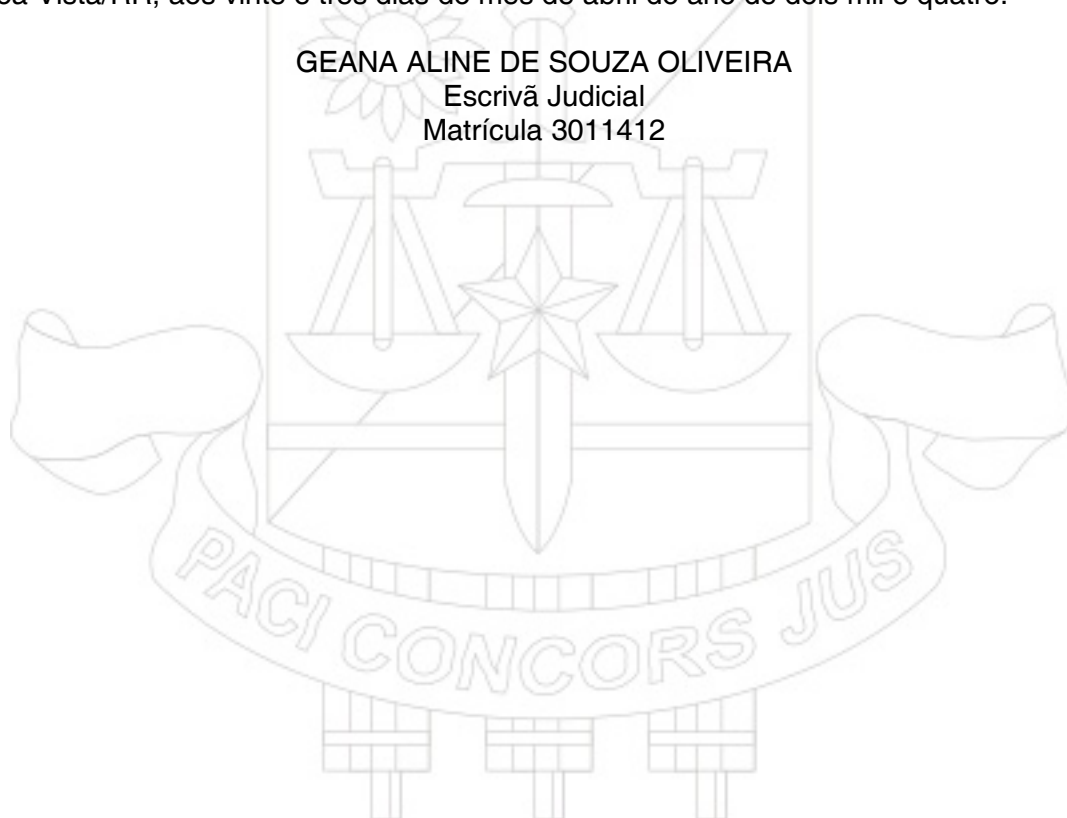 Vista/RR, aos vinte e três dias do mês de abril do ano de dois mil e quatro.
GEANA ALINE DE SOUZA OLIVEIRA
Escrivã Judicial
Matrícula 3011412
PACI CONCORS JUS